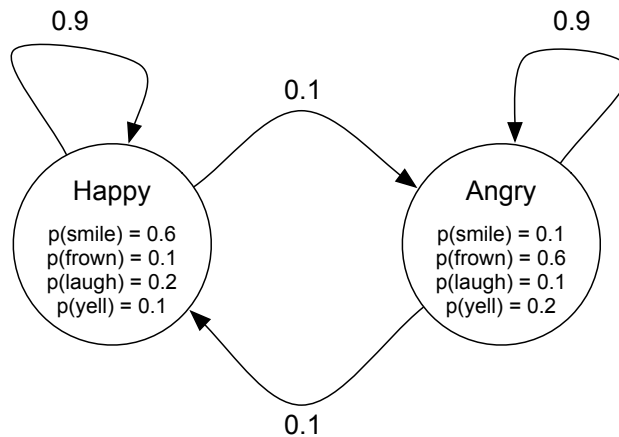 0.9
0.9
0.1
Happy
p(smile) = 0.6
p(frown) = 0.1
p(laugh) = 0.2
p(yell) = 0.1
Angry
p(smile) = 0.1
p(frown) = 0.6
p(laugh) = 0.1
p(yell) = 0.2
0.1